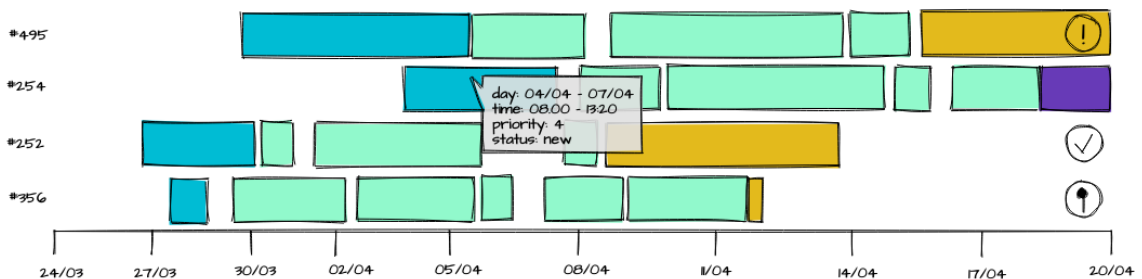 #495
!
#254
day: 04/04 - 07/04
time: 08:00 - 13:20
priority: 4
status: new
#252
#356
24/03 27/03 30/03 02/04 05/04 08/04 11/04 14/04 17/04 20/04